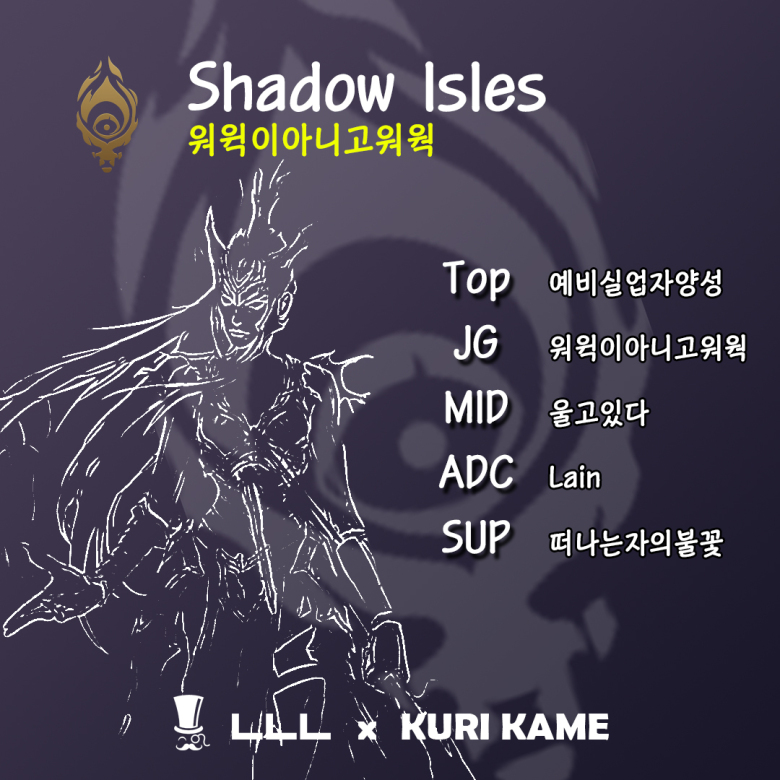 Shadow Isles
워윅이아니고워웍
Top 예비실업자양성
JG 워윅이아니고워웍
MID 울고있다
ADC Lain
SUP 떠나는자의불꽃
LLL x KURI KAME